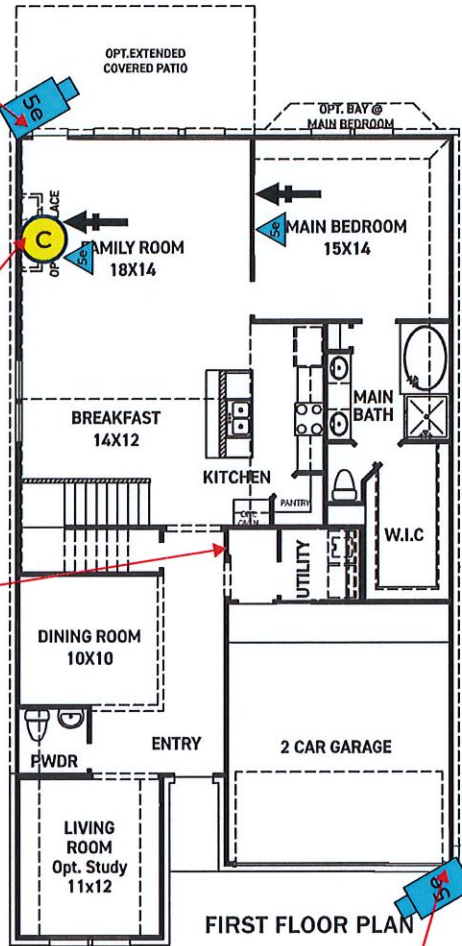 OPT.EXTENDED
COVERED PATIO
5e
OPT. BAY @
MAIN BEDROOM
C
FAMILY ROOM
18X14
5e
5e
MAIN BEDROOM
15X14
BREAKFAST
14X12
MAIN
BATH
KITCHEN
PANTRY
W.I.C
UTILITY
DINING ROOM
10X10
PWDR
ENTRY
2 CAR GARAGE
LIVING
ROOM
Opt. Study
11x12
5e
FIRST FLOOR PLAN